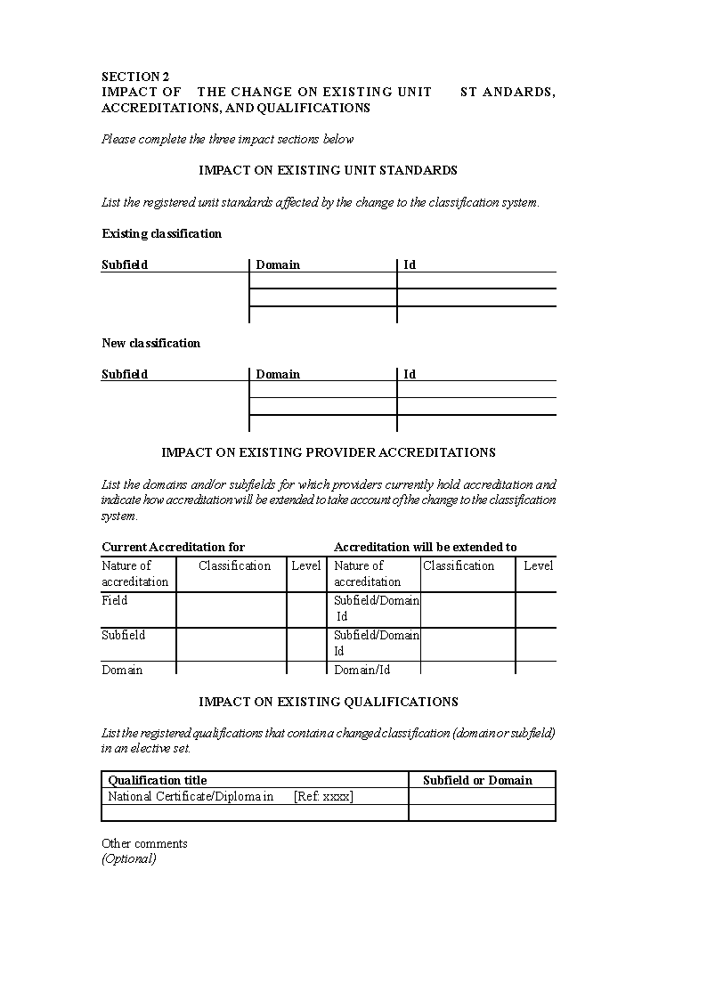 SECTION 2
IMPACT OF THE CHANGE ON EXISTING UNIT ST ANDARDS,
ACCREDITATIONS, AND QUALIFICATIONS
Please complete the three impact sections below
IMPACT ON EXISTING UNIT STANDARDS
List the registered unit standards affected by the change to the classification system.
Existing classification
Subfield Domain Id
New classification
Subfield Domain Id
IMPACT ON EXISTING PROVIDER ACCREDITATIONS
List the domains and/or subfields for which providers currently hold accreditation and
indicate how accreditation will be extended to take account of the change to the classification
system.
Current Accreditation for Accreditation will be extended to
Nature of Classification Level Nature of Classification Level
accreditation accreditation
Field Subfield/Domain
Id
Subfield Subfield/Domain
Id
Domain Domain/Id
IMPACT ON EXISTING QUALIFICATIONS
List the registered qualifications that contain a changed classification (domain or subfield)
in an elective set.
Qualification title Subfield or Domain
National Certificate/Diploma in [Ref: xxxx]
Other comments
(Optional)